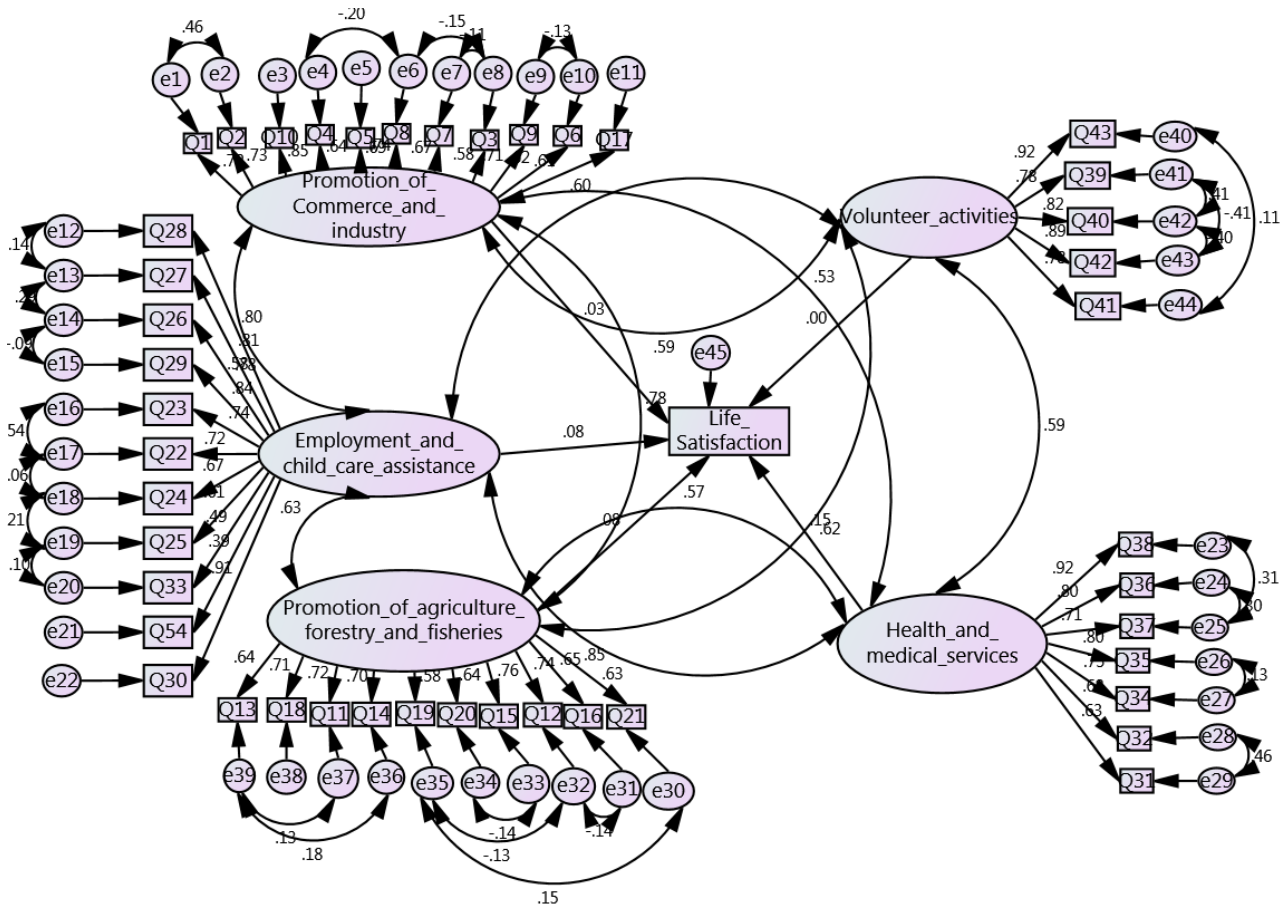 .46
-.20
-.15
-.11
-.13
e1
e2
e3
e4
e5
e6
e7
e8
e9
e10
e11
Q1
Q2
Q10
Q4
Q5
Q8
Q7
Q3
Q9
Q6
Q17
.73
.85
.64
.67
.58
.71
Promotion_of_
Commerce_and_
industry
.60
Volunteer_activities
.92
.78
.82
.89
Q43
Q39
Q40
Q42
Q41
e40
e41
e42
e43
e44
-.41
.11
e12
e13
e14
e15
e16
e17
e18
e19
e20
e21
e22
.14
54
.06
21
.10
Q28
Q27
Q26
Q29
Q23
Q22
Q24
Q25
Q33
Q54
Q30
.80
.81
.84
.74
.72
.67
.49
.39
.91
.53
.03
.00
.59
e45
.78
Life_
Satisfaction
.59
Employment_and_
child_care_assistance
.08
.57
.63
.08
.15
.62
Promotion_of_agriculture_
forestry_and_fisheries
Health_and_
medical_services
.92
.80
.71
.80
.63
Q38
Q36
Q37
Q35
Q34
Q32
Q31
e23
e24
e25
e26
e27
e28
e29
.31
.13
.46
.64
.71
.72
.70
.58
.64
.76
.74
.65
.85
.63
Q13
Q18
Q11
Q14
Q19
Q20
Q15
Q12
Q16
Q21
e39
e38
e37
e36
e35
e34
e33
e32
e31
e30
.13
.18
-.14
-.14
-.13
.15